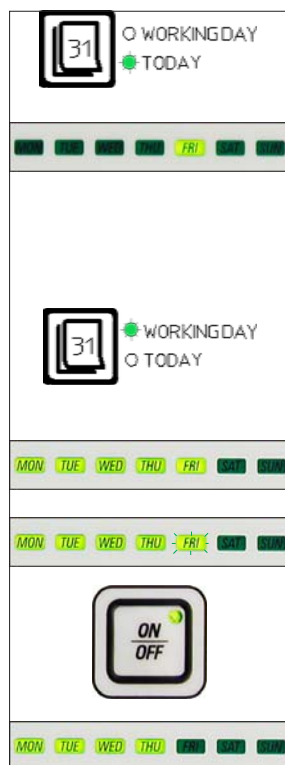 31
WORKINGDAY
TODAY
MON TUE WED THU FRI SAT SUN
31
WORKINGDAY
TODAY
MON TUE WED THU FRI SAT SUN
MON TUE WED THU FRI SAT SUN
ON
OFF
MON TUE WED THU FRI SAT SUN